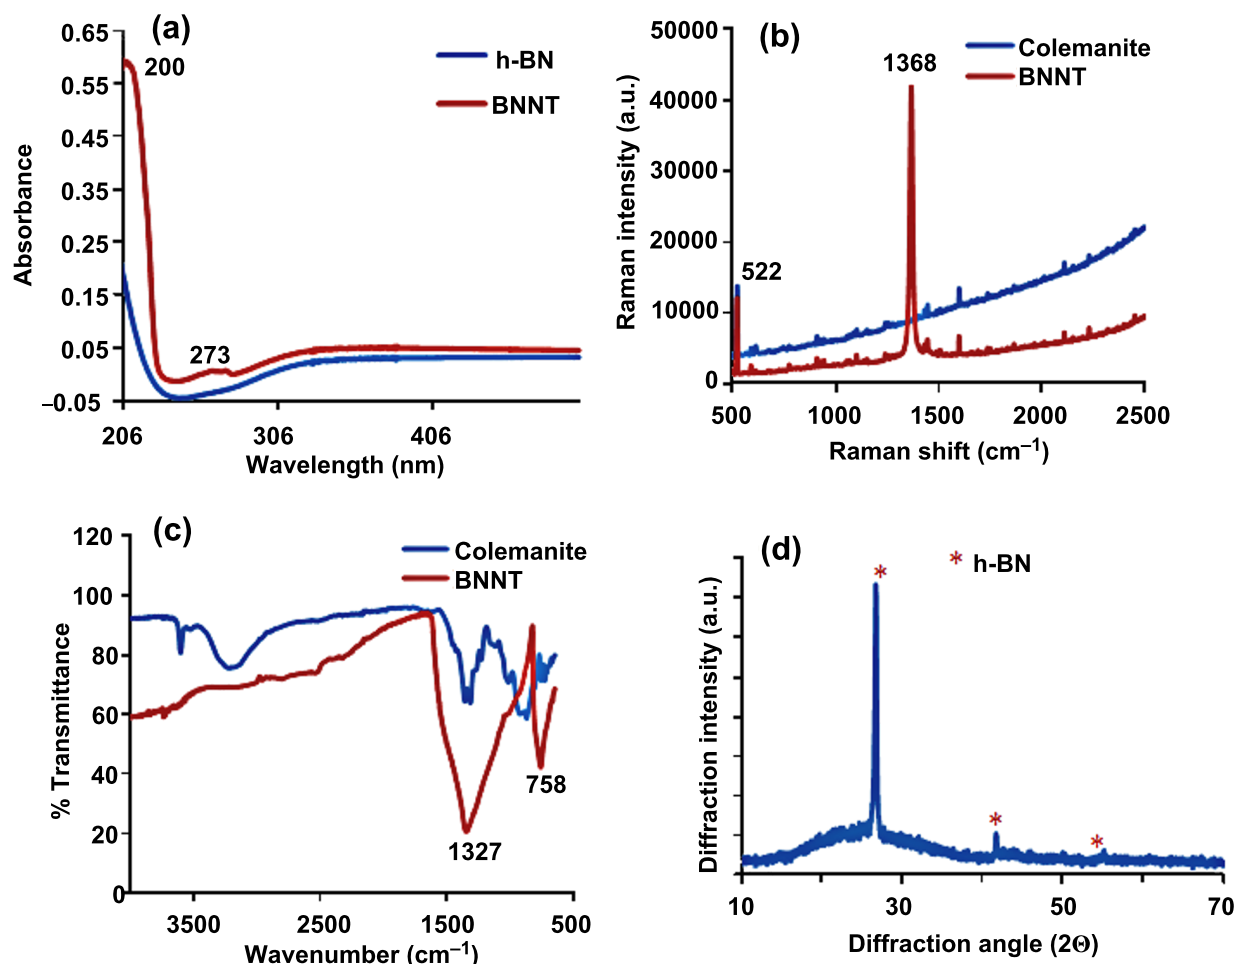 (a)
0.65
0.55
0.45
0.35
0.25
0.15
0.05
–0.05
Absorbance
200
273
h-BN
BNNT
206
306
406
Wavelength (nm)
(b)
50000
40000
30000
20000
10000
0
Raman intensity (a.u.)
1368
522
Colemanite
BNNT
500
1000
1500
2000
2500
Raman shift (cm–1)
(c)
120
100
80
60
40
20
0
% Transmittance
Colemanite
BNNT
1327
758
3500
2500
1500
500
Wavenumber (cm–1)
(d)
* h-BN
*
*
*
Diffraction intensity (a.u.)
10
30
50
70
Diffraction angle (2Θ)